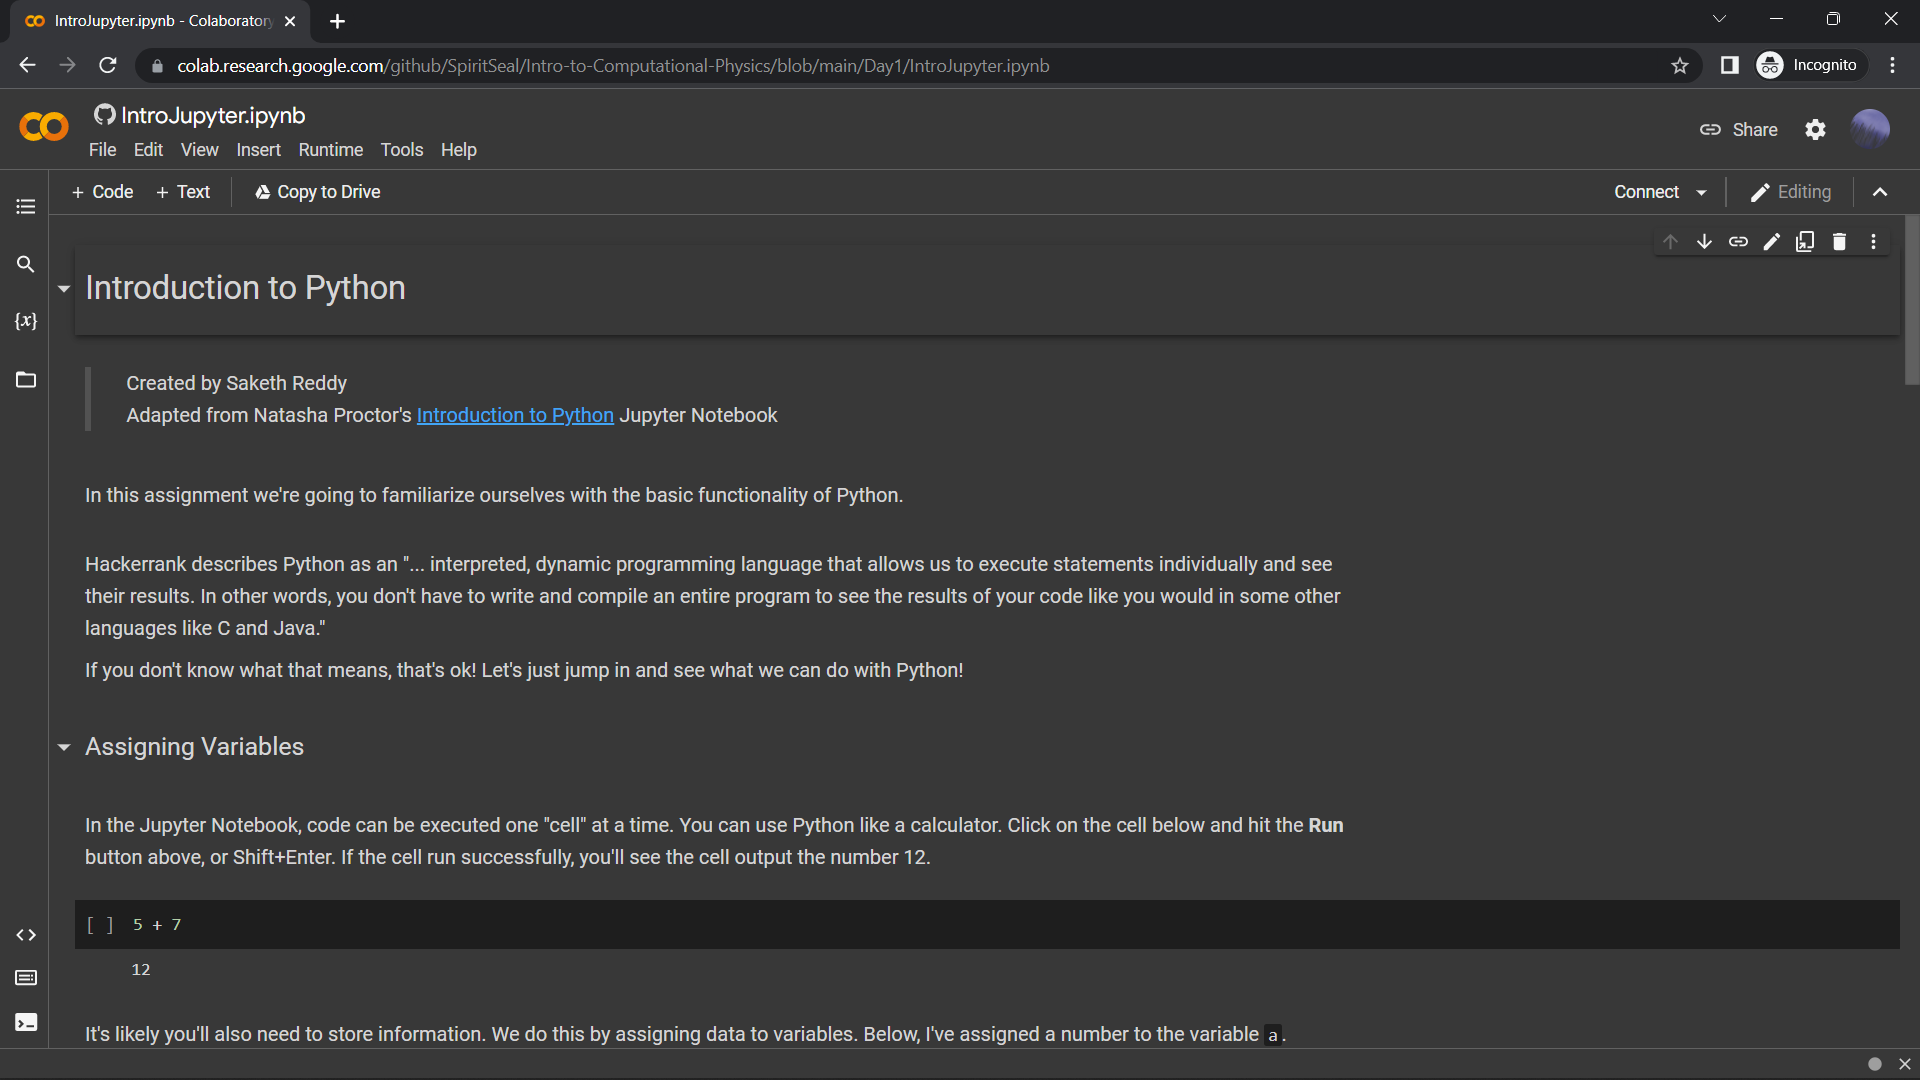 IntroJupyter.ipynb - Colaboratory
colab.research.google.com/github/SpiritSeal/Intro-to-Computational-Physics/blob/main/Day1/IntroJupyter.ipynb
Incognito
IntroJupyter.ipynb
File Edit View Insert Runtime Tools Help
Share
+ Code + Text Copy to Drive
Connect Editing
Introduction to Python
{x}
Created by Saketh Reddy
Adapted from Natasha Proctor's Introduction to Python Jupyter Notebook
In this assignment we're going to familiarize ourselves with the basic functionality of Python.
Hackerrank describes Python as an "... interpreted, dynamic programming language that allows us to execute statements individually and see
their results. In other words, you don't have to write and compile an entire program to see the results of your code like you would in some other
languages like C and Java."
If you don't know what that means, that's ok! Let's just jump in and see what we can do with Python!
Assigning Variables
In the Jupyter Notebook, code can be executed one "cell" at a time. You can use Python like a calculator. Click on the cell below and hit the Run
button above, or Shift+Enter. If the cell run successfully, you'll see the cell output the number 12.
[ ] 5 + 7
12
It's likely you'll also need to store information. We do this by assigning data to variables. Below, I've assigned a number to the variable a.